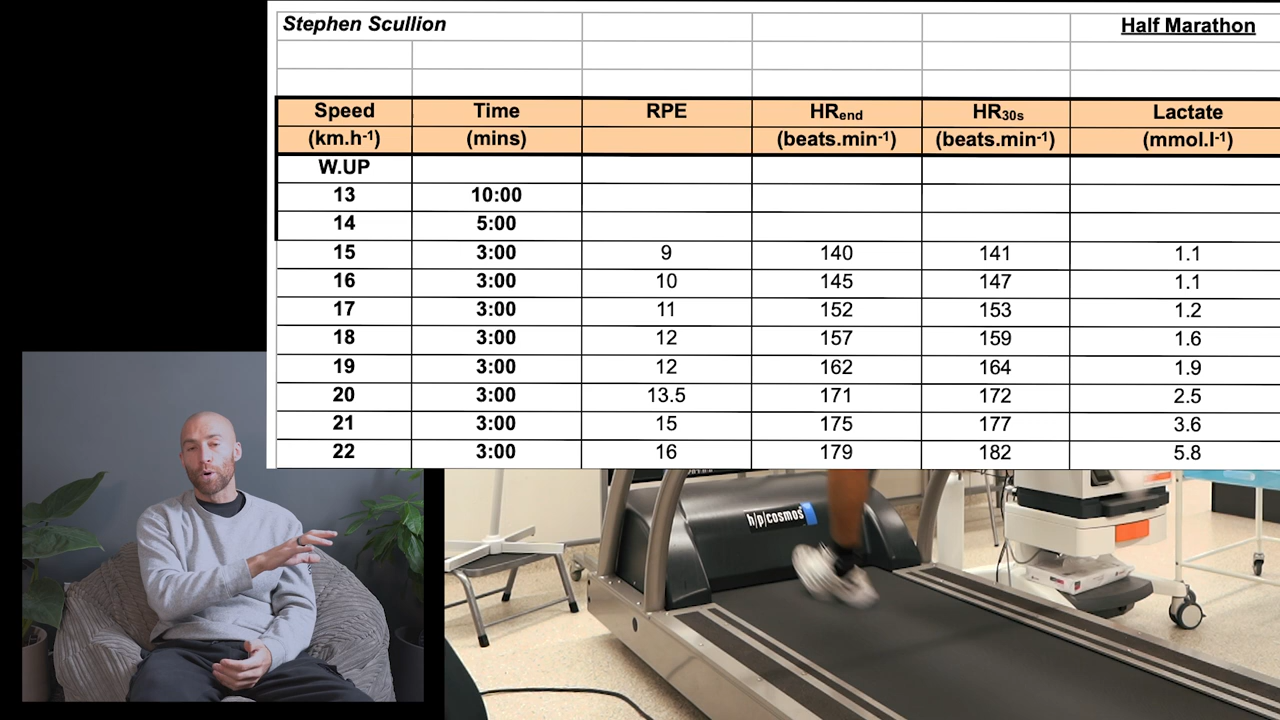 Stephen Scullion Half Marathon
Speed Time RPE HRend HR30s Lactate
(km.h-1) (mins) (beats.min-1) (beats.min-1) (mmol.l-1)
W.UP
13 10:00
14 5:00
15 3:00 9 140 141 1.1
16 3:00 10 145 147 1.1
17 3:00 11 152 153 1.2
18 3:00 12 157 159 1.6
19 3:00 12 162 164 1.9
20 3:00 13.5 171 172 2.5
21 3:00 15 175 177 3.6
22 3:00 16 179 182 5.8
h/p/cosmos